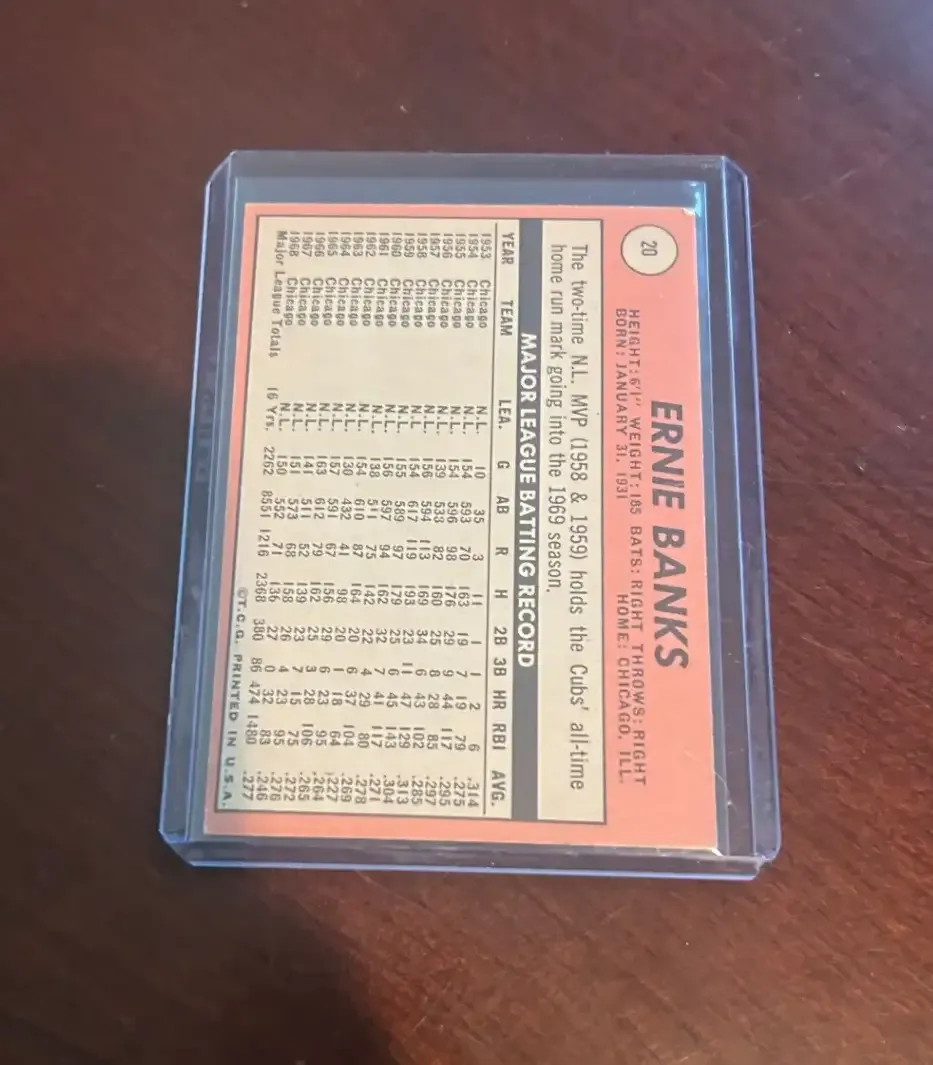 20
ERNIE BANKS
HEIGHT: 6'1" WEIGHT: 185 BATS: RIGHT THROWS: RIGHT
BORN: JANUARY 31, 1931 HOME: CHICAGO, ILL.
The two-time N.L. MVP (1958 & 1959) holds the Cubs' all-time
home run mark going into the 1969 season.
MAJOR LEAGUE BATTING RECORD
YEAR TEAM LEA. G AB R H 2B 3B HR RBI AVG.
1953 Chicago N.L. 10 35 3 11 1 1 2 6 .314
1954 Chicago N.L. 154 593 70 163 19 7 19 79 .275
1955 Chicago N.L. 154 596 98 176 29 9 44 117 .295
1956 Chicago N.L. 139 538 82 160 25 8 28 85 .297
1957 Chicago N.L. 156 594 113 169 34 6 43 102 .285
1958 Chicago N.L. 154 617 119 193 23 11 47 129 .313
1959 Chicago N.L. 155 589 97 179 25 6 45 143 .304
1960 Chicago N.L. 156 597 94 162 32 7 41 117 .271
1961 Chicago N.L. 138 511 75 142 22 4 29 80 .278
1962 Chicago N.L. 154 610 87 164 20 6 37 104 .269
1963 Chicago N.L. 130 432 41 98 20 1 18 64 .227
1964 Chicago N.L. 157 591 67 156 29 6 23 95 .264
1965 Chicago N.L. 163 612 79 162 25 3 28 106 .265
1966 Chicago N.L. 141 511 52 139 23 7 15 75 .272
1967 Chicago N.L. 151 573 68 158 26 4 23 95 .276
1968 Chicago N.L. 150 552 71 136 27 0 32 83 .246
Major League Totals 16 Yrs. 2262 8551 1216 2368 380 86 474 1480 .277
©T.C.G. PRINTED IN U.S.A.